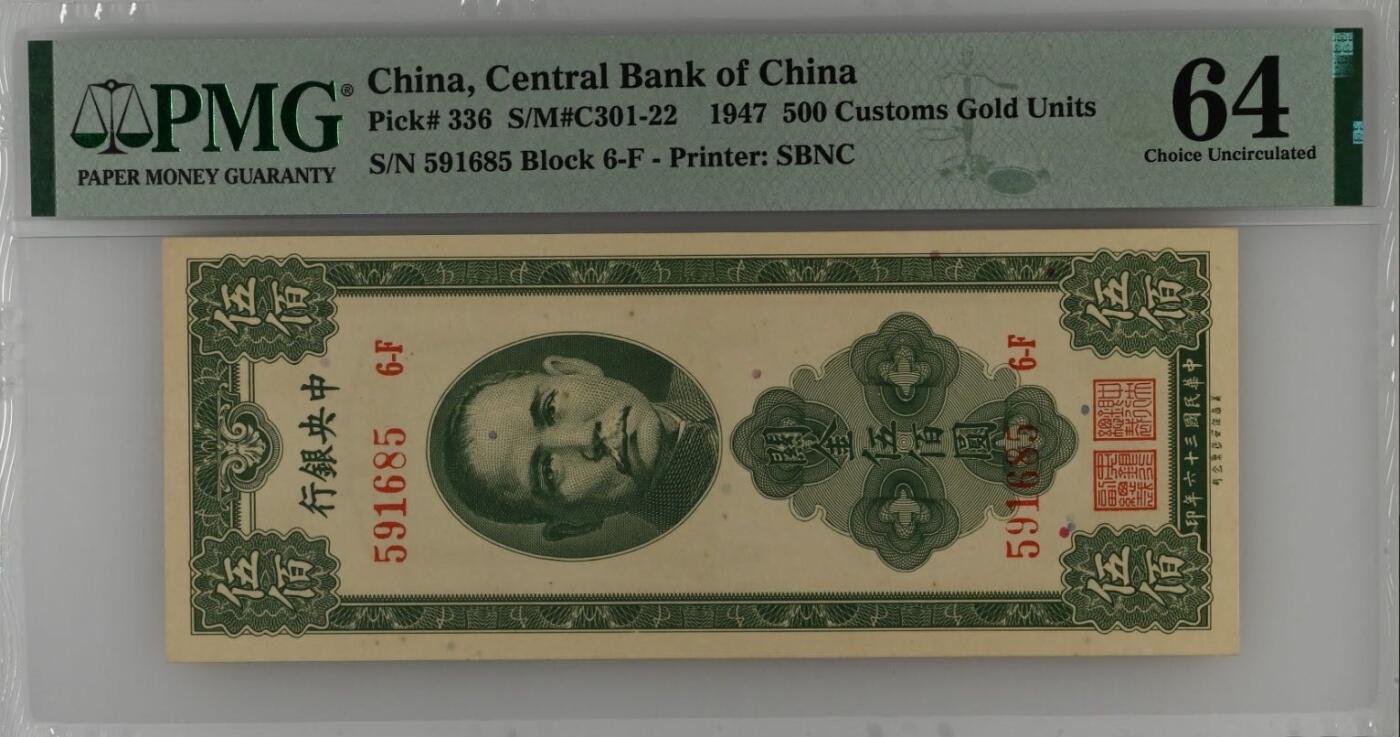 PMG®
PAPER MONEY GUARANTY
China, Central Bank of China
Pick# 336 S/M#C301-22 1947 500 Customs Gold Units
S/N 591685 Block 6-F - Printer: SBNC
64
Choice Uncirculated
伍佰
伍佰
中央銀行
591685 6-F
關金伍佰圓
591685 6-F
伍佰
伍佰
中華民國三十六年印